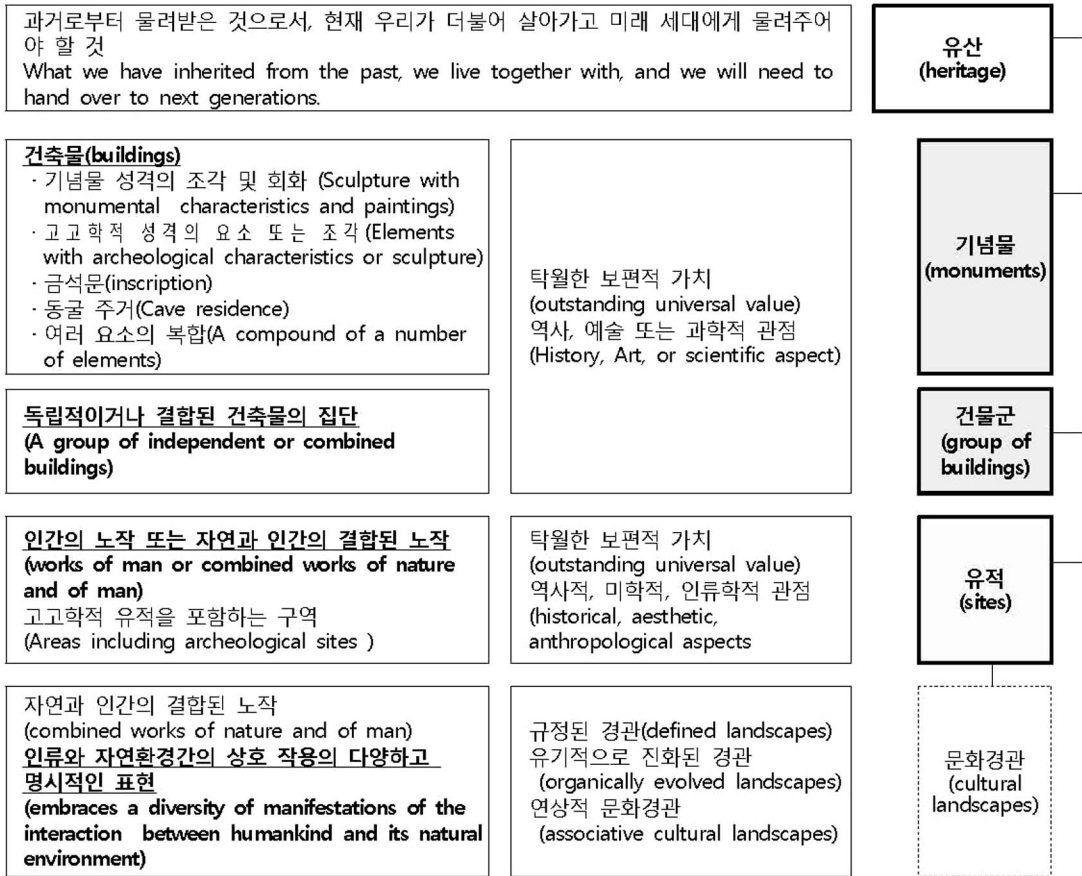 과거로부터 물려받은 것으로서, 현재 우리가 더불어 살아가고 미래 세대에게 물려주어
야 할 것
What we have inherited from the past, we live together with, and we will need to
hand over to next generations.
유산
(heritage)
건축물(buildings)
· 기념물 성격의 조각 및 회화 (Sculpture with
monumental characteristics and paintings)
· 고고학적 성격의 요소 또는 조각(Elements
with archeological characteristics or sculpture)
· 금석문(inscription)
· 동굴 주거(Cave residence)
· 여러 요소의 복합(A compound of a number
of elements)
탁월한 보편적 가치
(outstanding universal value)
역사, 예술 또는 과학적 관점
(History, Art, or scientific aspect)
기념물
(monuments)
독립적이거나 결합된 건축물의 집단
(A group of independent or combined
buildings)
건물군
(group of
buildings)
인간의 노작 또는 자연과 인간의 결합된 노작
(works of man or combined works of nature
and of man)
고고학적 유적을 포함하는 구역
(Areas including archeological sites )
탁월한 보편적 가치
(outstanding universal value)
역사적, 미학적, 인류학적 관점
(historical, aesthetic,
anthropological aspects
유적
(sites)
자연과 인간의 결합된 노작
(combined works of nature and of man)
인류와 자연환경간의 상호 작용의 다양하고
명시적인 표현
(embraces a diversity of manifestations of the
interaction between humankind and its natural
environment)
규정된 경관(defined landscapes)
유기적으로 진화된 경관
(organically evolved landscapes)
연상적 문화경관
(associative cultural landscapes)
문화경관
(cultural
landscapes)